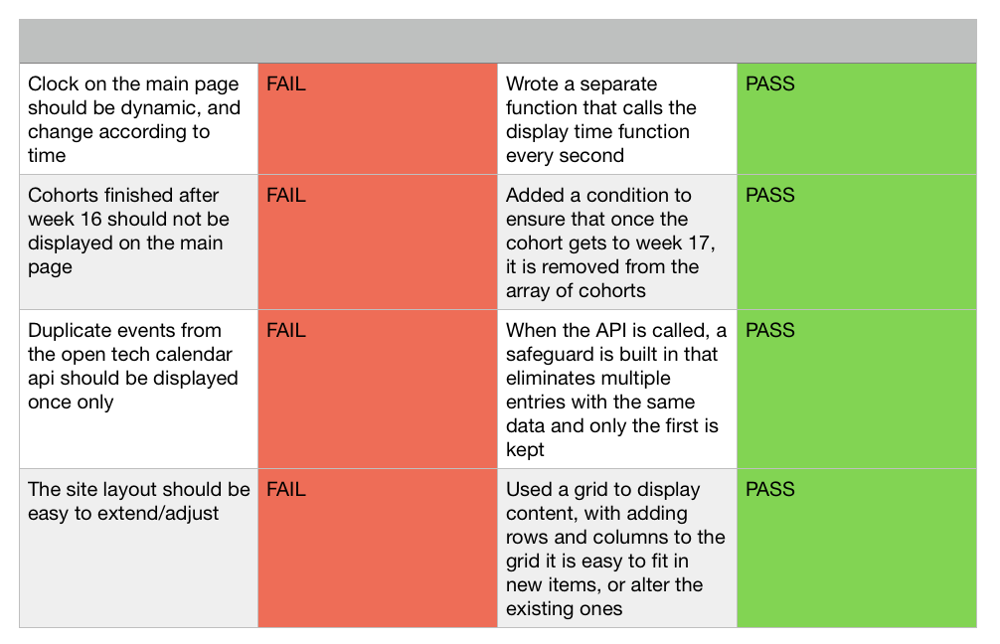 Clock on the main page
should be dynamic, and
change according to
time
FAIL
Wrote a separate
function that calls the
display time function
every second
PASS
Cohorts finished after
week 16 should not be
displayed on the main
page
FAIL
Added a condition to
ensure that once the
cohort gets to week 17,
it is removed from the
array of cohorts
PASS
Duplicate events from
the open tech calendar
api should be displayed
once only
FAIL
When the API is called, a
safeguard is built in that
eliminates multiple
entries with the same
data and only the first is
kept
PASS
The site layout should be
easy to extend/adjust
FAIL
Used a grid to display
content, with adding
rows and columns to the
grid it is easy to fit in
new items, or alter the
existing ones
PASS